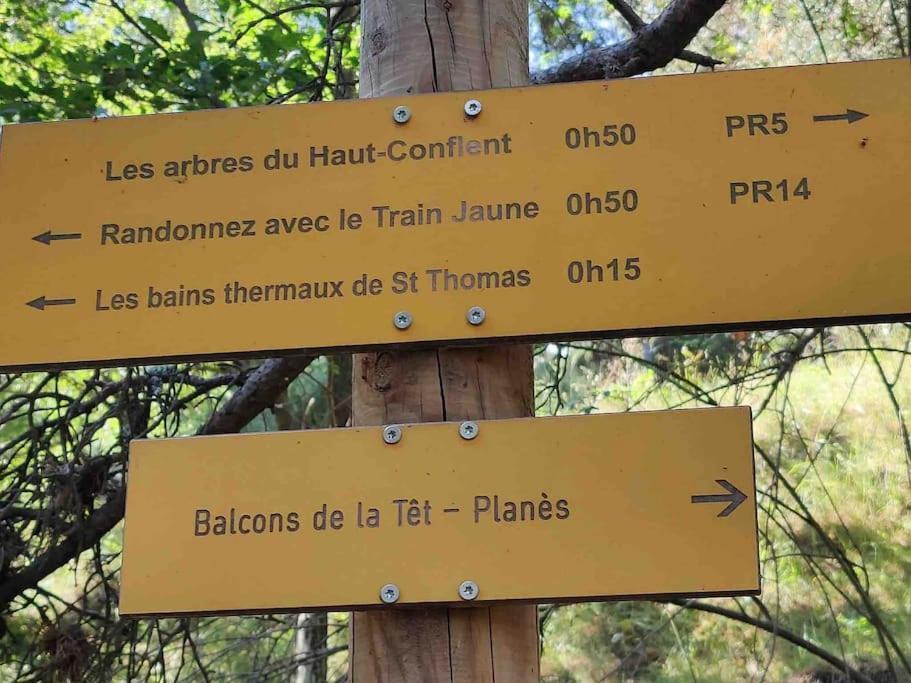 Les arbres du Haut-Conflent 0h50 PR5 →
← Randonnez avec le Train Jaune 0h50 PR14
← Les bains thermaux de St Thomas 0h15
Balcons de la Têt – Planès →